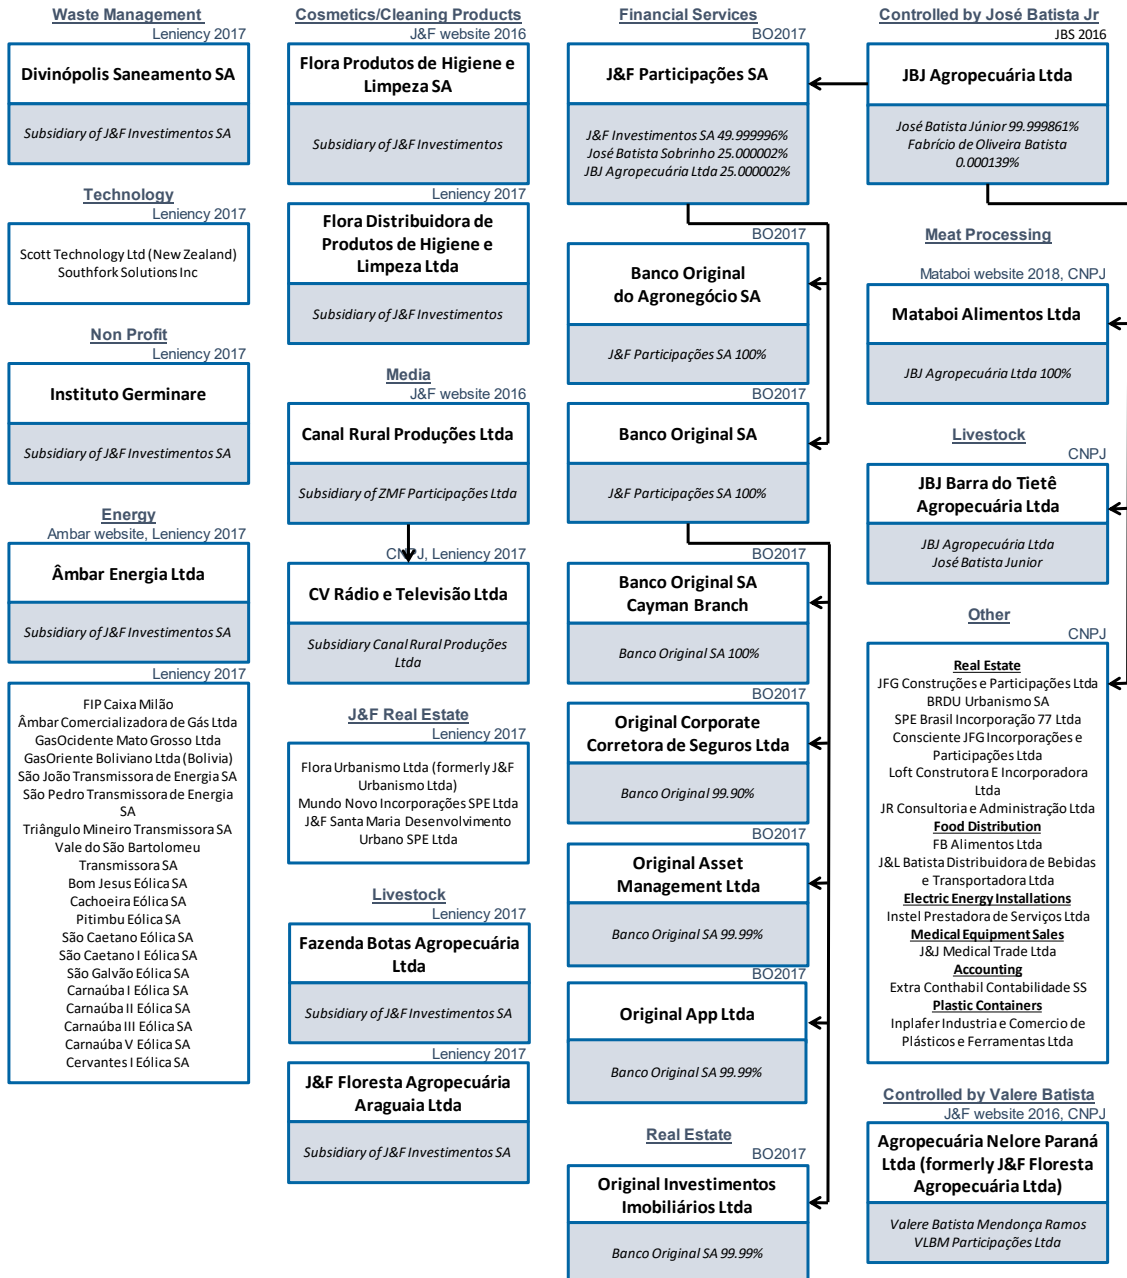 Waste Management
Leniency 2017
Divinópolis Saneamento SA
Subsidiary of J&F Investimentos SA
Technology
Leniency 2017
Scott Technology Ltd (New Zealand)
Southfork Solutions Inc
Non Profit
Leniency 2017
Instituto Germinare
Subsidiary of J&F Investimentos SA
Energy
Ambar website, Leniency 2017
Âmbar Energia Ltda
Subsidiary of J&F Investimentos SA
Leniency 2017
FIP Caixa Milão
Âmbar Comercializadora de Gás Ltda
GasOcidente Mato Grosso Ltda
GasOriente Boliviano Ltda (Bolivia)
São João Transmissora de Energia SA
São Pedro Transmissora de Energia
SA
Triângulo Mineiro Transmissora SA
Vale do São Bartolomeu
Transmissora SA
Bom Jesus Eólica SA
Cachoeira Eólica SA
Pitimbu Eólica SA
São Caetano Eólica SA
São Caetano I Eólica SA
São Galvão Eólica SA
Carnaúba I Eólica SA
Carnaúba II Eólica SA
Carnaúba III Eólica SA
Carnaúba V Eólica SA
Cervantes I Eólica SA
Cosmetics/Cleaning Products
J&F website 2016
Flora Produtos de Higiene e
Limpeza SA
Subsidiary of J&F Investimentos
Leniency 2017
Flora Distribuidora de
Produtos de Higiene e
Limpeza Ltda
Subsidiary of J&F Investimentos
Media
J&F website 2016
Canal Rural Produções Ltda
Subsidiary of ZMF Participações Ltda
CNPJ, Leniency 2017
CV Rádio e Televisão Ltda
Subsidiary Canal Rural Produções
Ltda
J&F Real Estate
Leniency 2017
Flora Urbanismo Ltda (formerly J&F
Urbanismo Ltda)
Mundo Novo Incorporações SPE Ltda
J&F Santa Maria Desenvolvimento
Urbano SPE Ltda
Livestock
Leniency 2017
Fazenda Botas Agropecuária
Ltda
Subsidiary of J&F Investimentos SA
Leniency 2017
J&F Floresta Agropecuária
Araguaia Ltda
Subsidiary of J&F Investimentos SA
Financial Services
BO2017
J&F Participações SA
J&F Investimentos SA 49.999996%
José Batista Sobrinho 25.000002%
JBJ Agropecuária Ltda 25.000002%
BO2017
Banco Original
do Agronegócio SA
J&F Participações SA 100%
BO2017
Banco Original SA
J&F Participações SA 100%
BO2017
Banco Original SA
Cayman Branch
Banco Original SA 100%
BO2017
Original Corporate
Corretora de Seguros Ltda
Banco Original 99.90%
BO2017
Original Asset
Management Ltda
Banco Original SA 99.99%
BO2017
Original App Ltda
Banco Original SA 99.99%
Real Estate
BO2017
Original Investimentos
Imobiliários Ltda
Banco Original SA 99.99%
Controlled by José Batista Jr
JBS 2016
JBJ Agropecuária Ltda
José Batista Júnior 99.999861%
Fabrício de Oliveira Batista
0.000139%
Meat Processing
Mataboi website 2018, CNPJ
Mataboi Alimentos Ltda
JBJ Agropecuária Ltda 100%
Livestock
CNPJ
JBJ Barra do Tietê
Agropecuária Ltda
JBJ Agropecuária Ltda
José Batista Junior
Other
CNPJ
Real Estate
JFG Construções e Participações Ltda
BRDU Urbanismo SA
SPE Brasil Incorporação 77 Ltda
Consciente JFG Incorporações e
Participações Ltda
Loft Construtora E Incorporadora
Ltda
JR Consultoria e Administração Ltda
Food Distribution
FB Alimentos Ltda
J&L Batista Distribuidora de Bebidas
e Transportadora Ltda
Electric Energy Installations
Instel Prestadora de Serviços Ltda
Medical Equipment Sales
J&J Medical Trade Ltda
Accounting
Extra Conthabil Contabilidade SS
Plastic Containers
Inplafer Industria e Comercio de
Plásticos e Ferramentas Ltda
Controlled by Valere Batista
J&F website 2016, CNPJ
Agropecuária Nelore Paraná
Ltda (formerly J&F Floresta
Agropecuária Ltda)
Valere Batista Mendonça Ramos
VLBM Participações Ltda